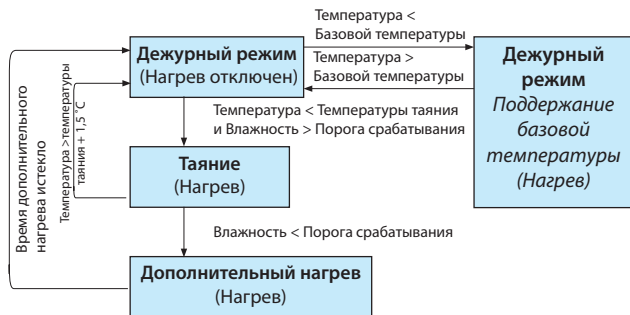 Температура <
Базовой температуры
Дежурный режим
(Нагрев отключен)
Температура >
Базовой температуры
Дежурный
режим
Поддержание
базовой
температуры
(Нагрев)
Температура < Температуры таяния
и Влажность > Порога срабатывания
Таяние
(Нагрев)
Температура >температуры
таяния + 1,5 ˚С
Время дополнительного
нагрева истекло
Влажность < Порога срабатывания
Дополнительный нагрев
(Нагрев)